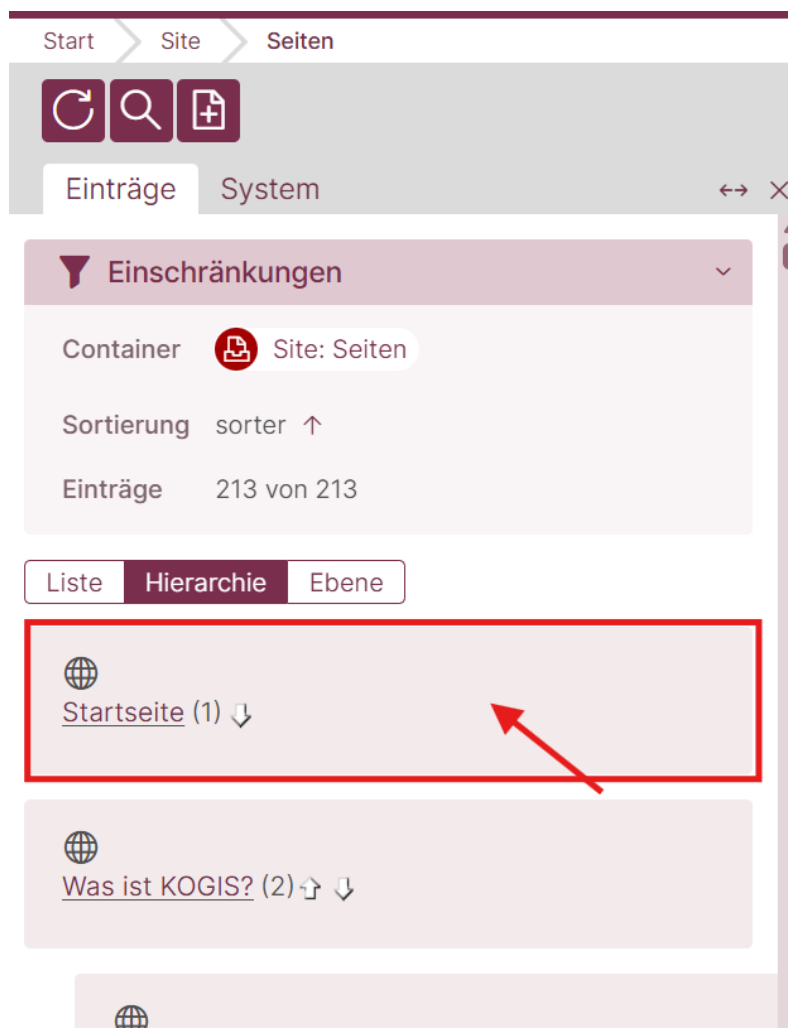 Start Site Seiten
Einträge System
Einschränkungen
Container Site: Seiten
Sortierung sorter ↑
Einträge 213 von 213
Liste Hierarchie Ebene
Startseite (1)
Was ist KOGIS? (2)